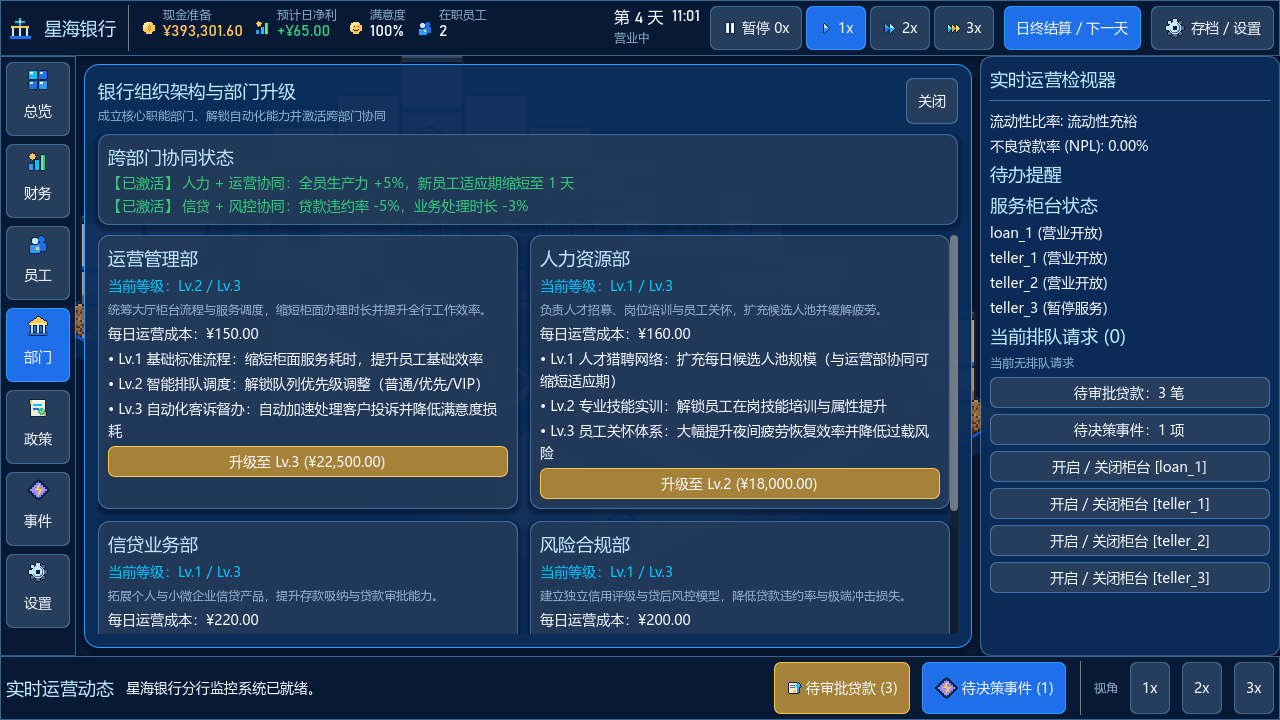 星海银行
现金准备
¥393,301.60
预计日净利
+¥65.00
满意度
100%
在职员工
2
第 4 天 11:01
营业中
暂停 0x
1x
2x
3x
日终结算 / 下一天
存档 / 设置
总览
财务
员工
部门
政策
事件
设置
银行组织架构与部门升级
成立核心职能部门、解锁自动化能力并激活跨部门协同
关闭
跨部门协同状态
【已激活】 人力 + 运营协同：全员生产力 +5%，新员工适应期缩短至 1 天
【已激活】 信贷 + 风控协同：贷款违约率 -5%，业务处理时长 -3%
运营管理部
当前等级：Lv.2 / Lv.3
统筹大厅柜台流程与服务调度，缩短柜面办理时长并提升全行工作效率。
每日运营成本：¥150.00
• Lv.1 基础标准流程：缩短柜面服务耗时，提升员工基础效率
• Lv.2 智能排队调度：解锁队列优先级调整（普通/优先/VIP）
• Lv.3 自动化客诉督办：自动加速处理客户投诉并降低满意度损
耗
升级至 Lv.3 (¥22,500.00)
人力资源部
当前等级：Lv.1 / Lv.3
负责人才招募、岗位培训与员工关怀，扩充候选人池并缓解疲劳。
每日运营成本：¥160.00
• Lv.1 人才猎聘网络：扩充每日候选人池规模（与运营部协同可
缩短适应期）
• Lv.2 专业技能实训：解锁员工在岗技能培训与属性提升
• Lv.3 员工关怀体系：大幅提升夜间疲劳恢复效率并降低过载风
险
升级至 Lv.2 (¥18,000.00)
信贷业务部
当前等级：Lv.1 / Lv.3
拓展个人与小微企业信贷产品，提升存款吸纳与贷款审批能力。
每日运营成本：¥220.00
风险合规部
当前等级：Lv.1 / Lv.3
建立独立信用评级与贷后风控模型，降低贷款违约率与极端冲击损失。
每日运营成本：¥200.00
实时运营检视器
流动性比率: 流动性充裕
不良贷款率 (NPL): 0.00%
待办提醒
服务柜台状态
loan_1 (营业开放)
teller_1 (营业开放)
teller_2 (营业开放)
teller_3 (暂停服务)
当前排队请求 (0)
当前无排队请求
待审批贷款：3 笔
待决策事件：1 项
开启 / 关闭柜台 [loan_1]
开启 / 关闭柜台 [teller_1]
开启 / 关闭柜台 [teller_2]
开启 / 关闭柜台 [teller_3]
实时运营动态 星海银行分行监控系统已就绪。
待审批贷款 (3)
待决策事件 (1)
视角
1x
2x
3x